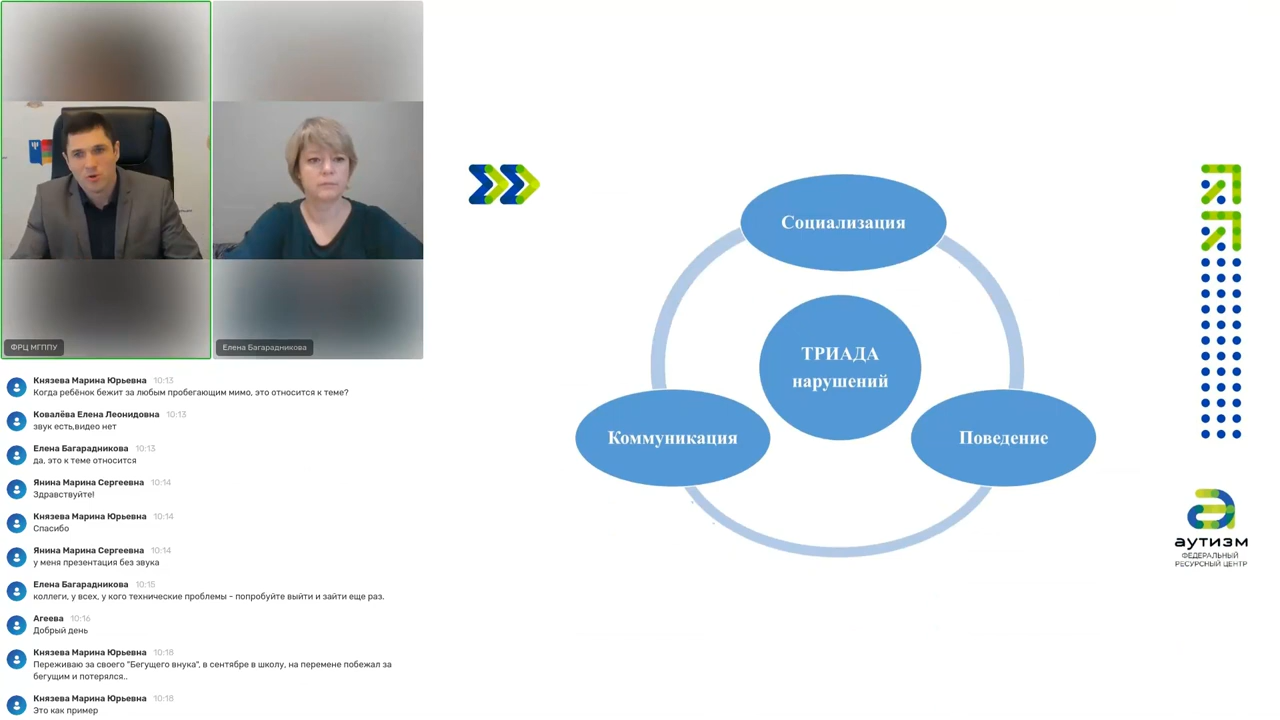 ФРЦ МГППУ
Елена Багарадникова
Князева Марина Юрьевна 10:13
Когда ребёнок бежит за любым пробегающим мимо, это относится к теме?
Ковалёва Елена Леонидовна 10:13
звук есть,видео нет
Елена Багарадникова 10:13
да, это к теме относится
Янина Марина Сергеевна 10:14
Здравствуйте!
Князева Марина Юрьевна 10:14
Спасибо
Янина Марина Сергеевна 10:14
у меня презентация без звука
Елена Багарадникова 10:15
коллеги, у всех, у кого технические проблемы - попробуйте выйти и зайти еще раз.
Агеева 10:16
Добрый день
Князева Марина Юрьевна 10:18
Переживаю за своего "Бегущего внука", в сентябре в школу, на перемене побежал за
бегущим и потерялся..
Князева Марина Юрьевна 10:18
Это как пример
Социализация
ТРИАДА
нарушений
Коммуникация
Поведение
аутизм
ФЕДЕРАЛЬНЫЙ
РЕСУРСНЫЙ ЦЕНТР